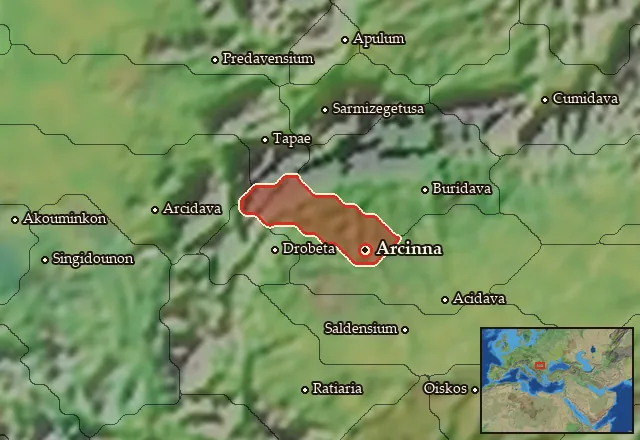 Apulum
Predavensium
Cumidava
Sarmizegetusa
Tapae
Buridava
Arcidava
Akouminkon
Drobeta
Arcinna
Singidounon
Acidava
Saldensium
Ratiaria
Oiskos